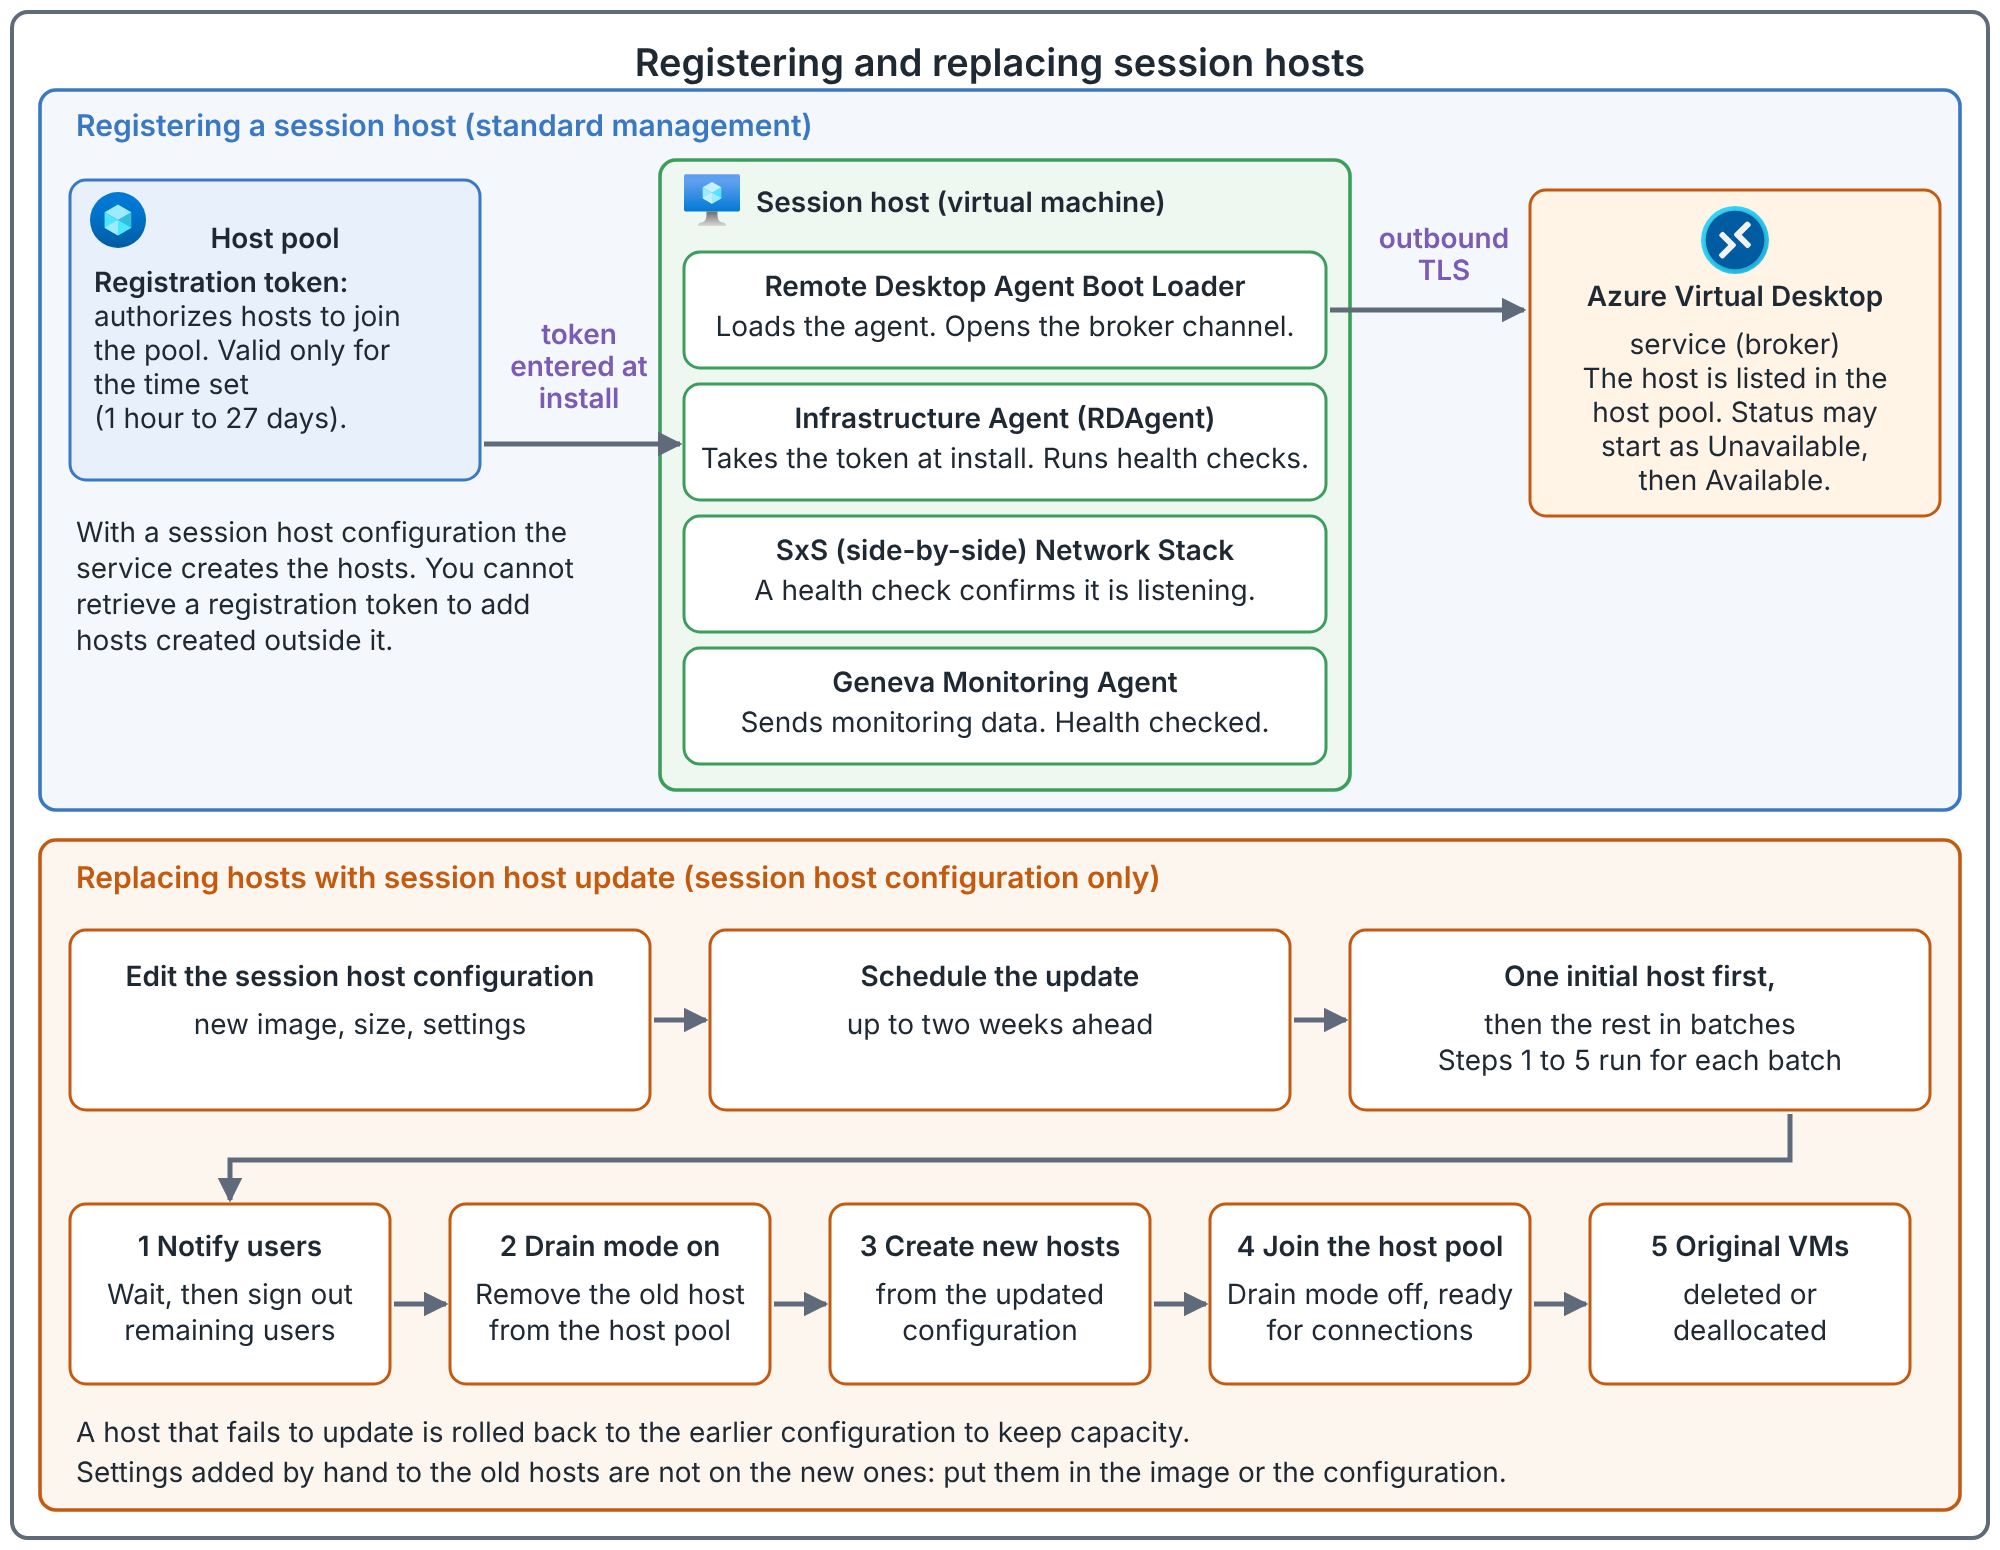 Registering and replacing session hosts
Registering a session host (standard management)
Host pool
Registration token:
authorizes hosts to join
the pool. Valid only for
the time set
(1 hour to 27 days).
token
entered at
install
With a session host configuration the
service creates the hosts. You cannot
retrieve a registration token to add
hosts created outside it.
Session host (virtual machine)
Remote Desktop Agent Boot Loader
Loads the agent. Opens the broker channel.
Infrastructure Agent (RDAgent)
Takes the token at install. Runs health checks.
SxS (side-by-side) Network Stack
A health check confirms it is listening.
Geneva Monitoring Agent
Sends monitoring data. Health checked.
outbound
TLS
Azure Virtual Desktop
service (broker)
The host is listed in the
host pool. Status may
start as Unavailable,
then Available.
Replacing hosts with session host update (session host configuration only)
Edit the session host configuration
new image, size, settings
Schedule the update
up to two weeks ahead
One initial host first,
then the rest in batches
Steps 1 to 5 run for each batch
1 Notify users
Wait, then sign out
remaining users
2 Drain mode on
Remove the old host
from the host pool
3 Create new hosts
from the updated
configuration
4 Join the host pool
Drain mode off, ready
for connections
5 Original VMs
deleted or
deallocated
A host that fails to update is rolled back to the earlier configuration to keep capacity.
Settings added by hand to the old hosts are not on the new ones: put them in the image or the configuration.